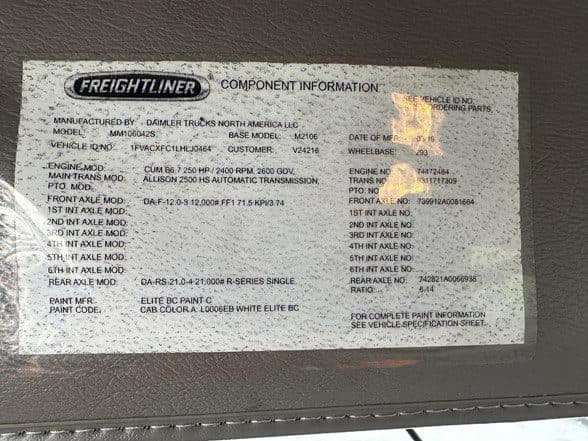 FREIGHTLINER COMPONENT INFORMATION
SEE VEHICLE ID NO.
ORDERING PARTS.
MANUFACTURED BY: DAIMLER TRUCKS NORTH AMERICA LLC
MODEL: MM106042S BASE MODEL: M2106 DATE OF MFR:
VEHICLE ID NO: 1FVACXFC1LHLJ0464 CUSTOMER: V24216 WHEELBASE: 293
ENGINE MOD: CUM B6.7 250 HP / 2400 RPM, 2600 GOV. ENGINE NO: 74472484
MAIN TRANS MOD: ALLISON 2500 HS AUTOMATIC TRANSMISSION TRANS NO
PTO. MOD: PTO. NO:
FRONT AXLE MOD: DA-F-12.0-3 12,000# FF1 71.5 KPI/3.74 FRONT AXLE NO: 739912A0081664
1ST INT AXLE MOD: 1ST INT AXLE NO:
2ND INT AXLE MOD: 2ND INT AXLE NO:
3RD INT AXLE MOD: 3RD INT AXLE NO:
4TH INT AXLE MOD: 4TH INT AXLE NO:
5TH INT AXLE MOD: 5TH INT AXLE NO:
6TH INT AXLE MOD: 6TH INT AXLE NO:
REAR AXLE MOD: DA-RS-21.0-4 21,000# R-SERIES SINGLE REAR AXLE NO: 742821A0066938
RATIO: 6.14
PAINT MFR: ELITE BC PAINT C
PAINT CODE: CAB COLOR A: L0006EB WHITE ELITE BC
FOR COMPLETE PAINT INFORMATION
SEE VEHICLE SPECIFICATION SHEET.